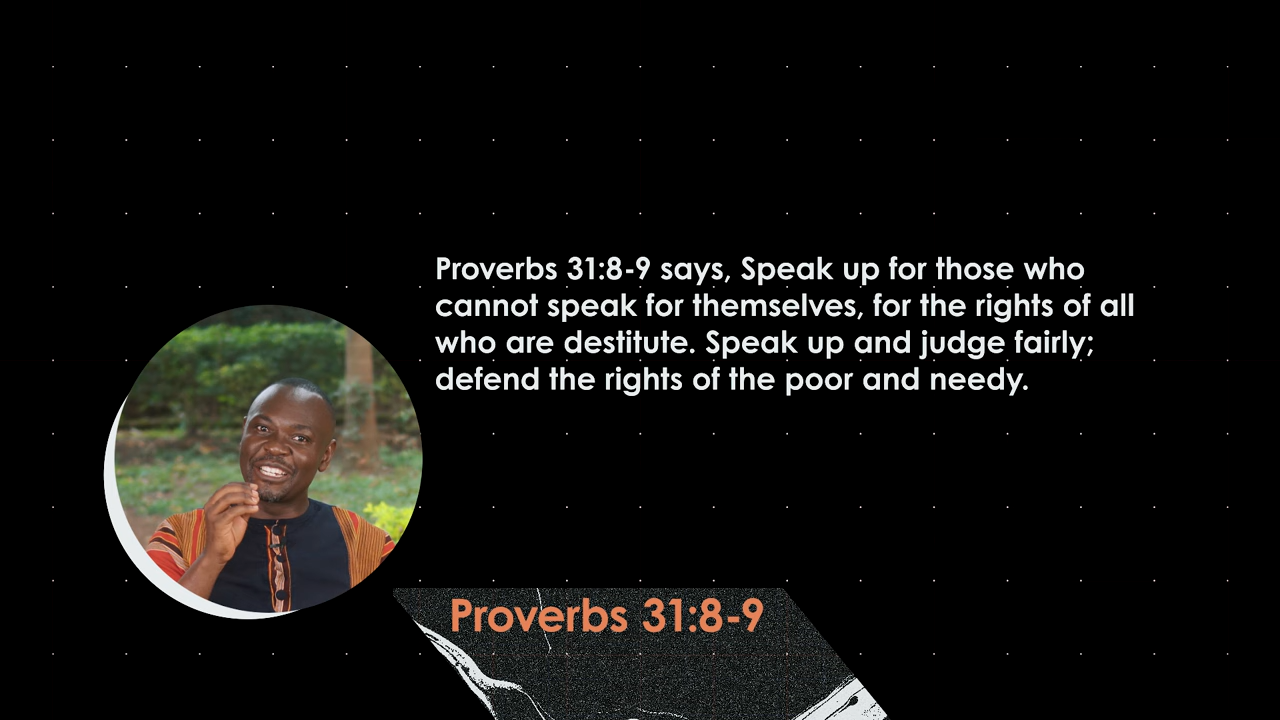 Proverbs 31:8-9 says, Speak up for those who
cannot speak for themselves, for the rights of all
who are destitute. Speak up and judge fairly;
defend the rights of the poor and needy.
Proverbs 31:8-9